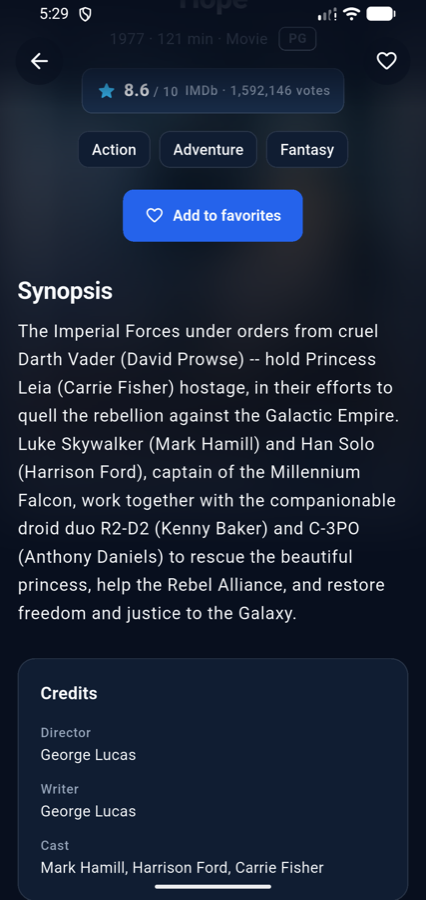 5:29
Hope
1977 · 121 min · Movie PG
8.6 / 10 IMDb · 1,592,146 votes
Action Adventure Fantasy
Add to favorites
Synopsis
The Imperial Forces under orders from cruel
Darth Vader (David Prowse) -- hold Princess
Leia (Carrie Fisher) hostage, in their efforts to
quell the rebellion against the Galactic Empire.
Luke Skywalker (Mark Hamill) and Han Solo
(Harrison Ford), captain of the Millennium
Falcon, work together with the companionable
droid duo R2-D2 (Kenny Baker) and C-3PO
(Anthony Daniels) to rescue the beautiful
princess, help the Rebel Alliance, and restore
freedom and justice to the Galaxy.
Credits
Director
George Lucas
Writer
George Lucas
Cast
Mark Hamill, Harrison Ford, Carrie Fisher